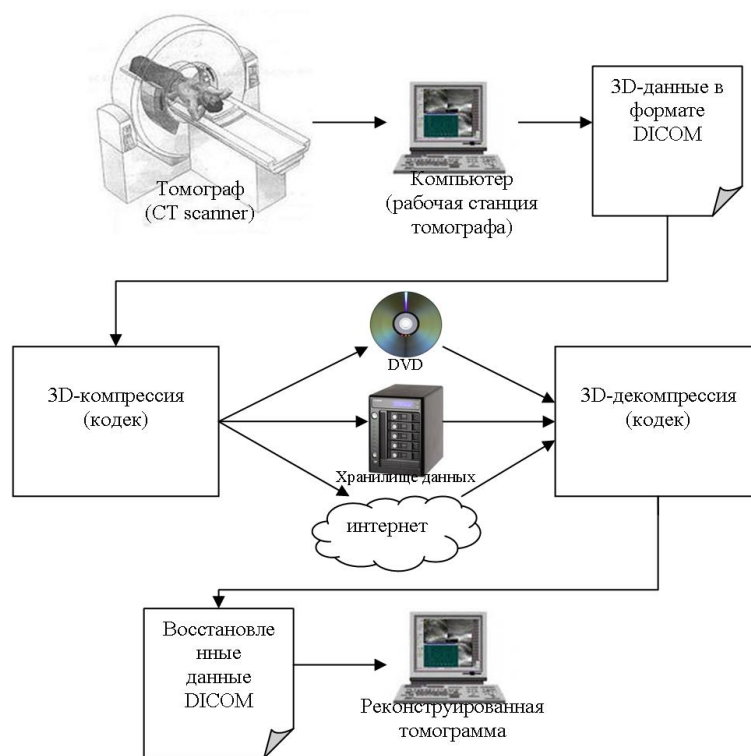 Томограф
(CT scanner)
Компьютер
(рабочая станция
томографа)
3D-данные в
формате
DICOM
3D-компрессия
(кодек)
DVD
Хранилище данных
интернет
3D-декомпрессия
(кодек)
Восстановле
нные
данные
DICOM
Реконструированная
томограмма